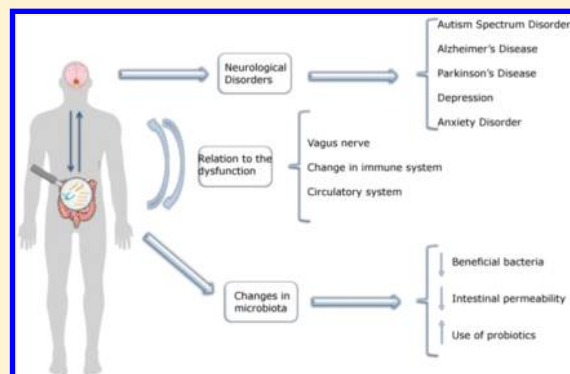 Neurological
Disorders
Autism Spectrum Disorder
Alzheimer's Disease
Parkinson's Disease
Depression
Anxiety Disorder
Relation to the
dysfunction
Vagus nerve
Change in immune system
Circulatory system
Changes in
microbiota
Beneficial bacteria
Intestinal permeability
Use of probiotics